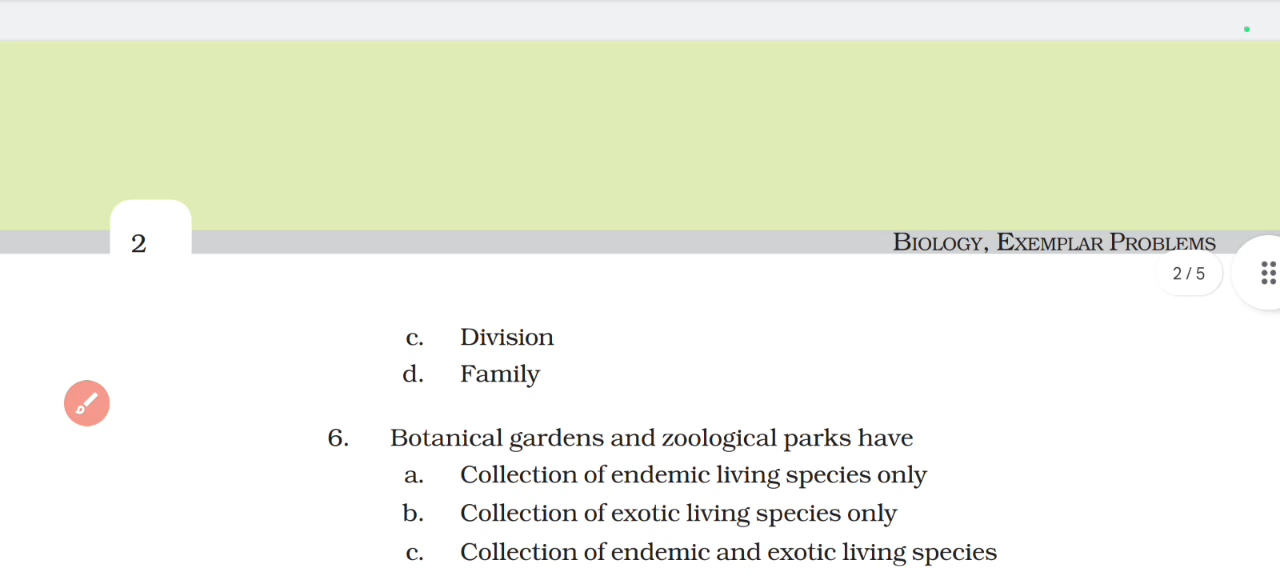 2
BIOLOGY, EXEMPLAR PROBLEMS
2 / 5
c. Division
d. Family
6. Botanical gardens and zoological parks have
a. Collection of endemic living species only
b. Collection of exotic living species only
c. Collection of endemic and exotic living species